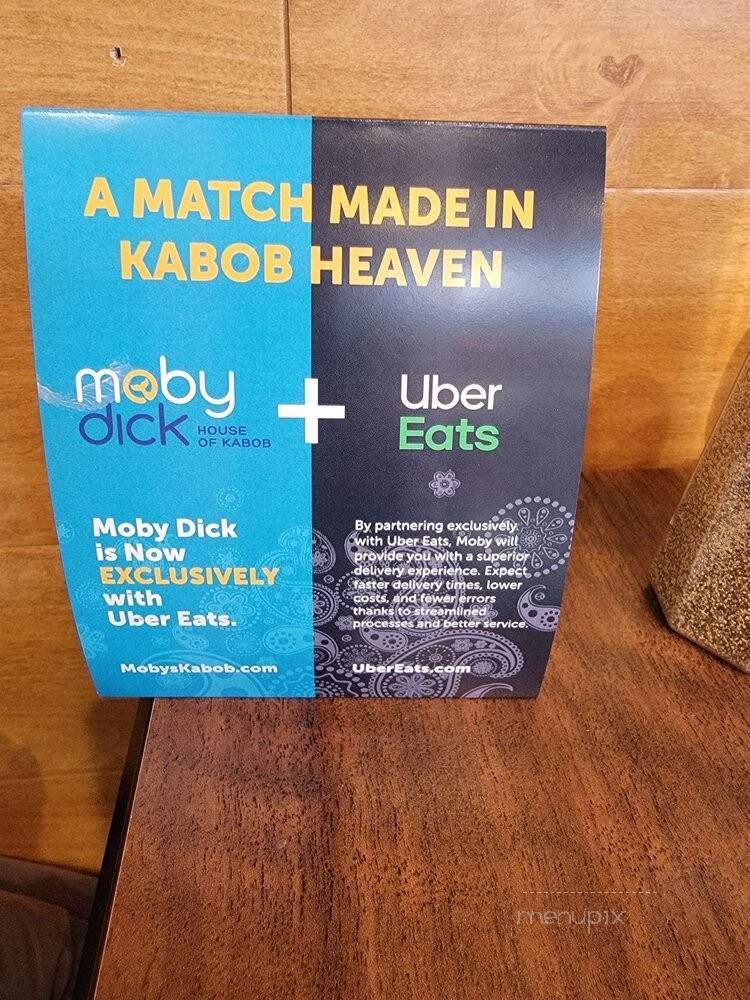 A MATCH MADE IN
KABOB HEAVEN
moby
dick HOUSE
OF KABOB
+
Uber
Eats
Moby Dick
is Now
EXCLUSIVELY
with
Uber Eats.
MobysKabob.com
By partnering exclusively
with Uber Eats, Moby will
provide you with a superior
delivery experience. Expect
faster delivery times, lower
costs, and fewer errors
thanks to streamlined
processes and better service.
UberEats.com
menupix